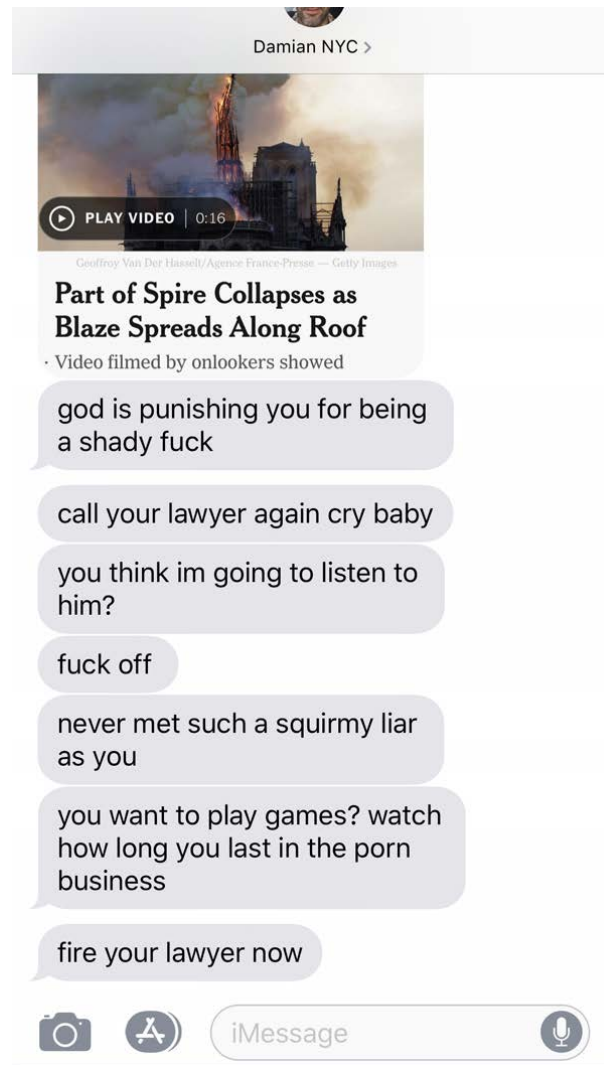 Damian NYC >
PLAY VIDEO | 0:16
Geoffroy Van Der Hasselt/Agence France-Presse — Getty Images
Part of Spire Collapses as
Blaze Spreads Along Roof
· Video filmed by onlookers showed
god is punishing you for being
a shady fuck
call your lawyer again cry baby
you think im going to listen to
him?
fuck off
never met such a squirmy liar
as you
you want to play games? watch
how long you last in the porn
business
fire your lawyer now
iMessage